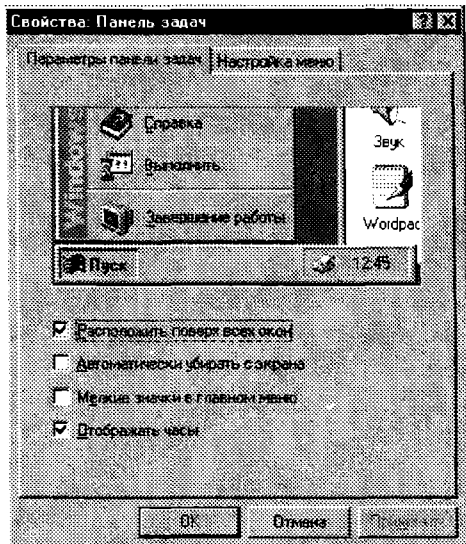 Свойства: Панель задач
Параметры панели задач
Настройка меню
Справка
Выполнить
Завершение работы
Звук
Wordpad
Пуск
12:45
Расположить поверх всех окон
Автоматически убирать с экрана
Мелкие значки в главном меню
Отображать часы
OK
Отмена
Применить